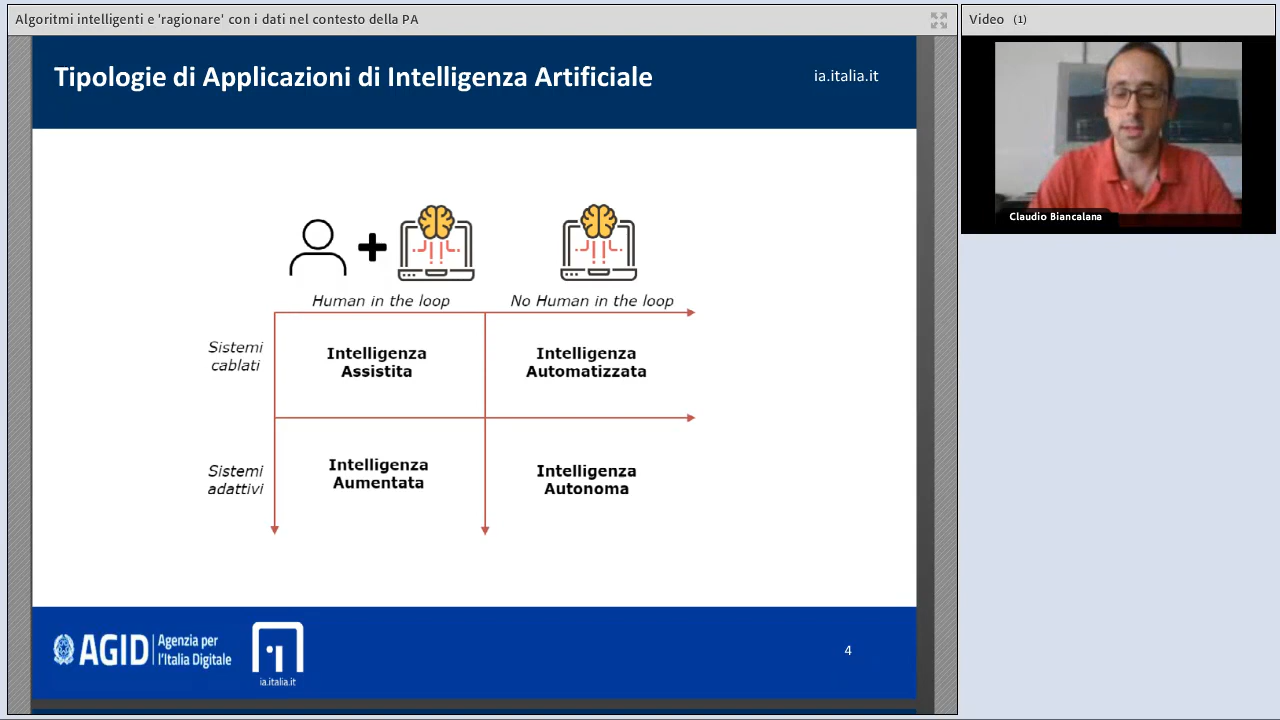 Algoritmi intelligenti e 'ragionare' con i dati nel contesto della PA
Video (1)
Tipologie di Applicazioni di Intelligenza Artificiale
ia.italia.it
Claudio Biancalana
Human in the loop
No Human in the loop
Sistemi
cablati
Intelligenza
Assistita
Intelligenza
Automatizzata
Sistemi
adattivi
Intelligenza
Aumentata
Intelligenza
Autonoma
AGID
Agenzia per
l'Italia Digitale
ia.italia.it
4